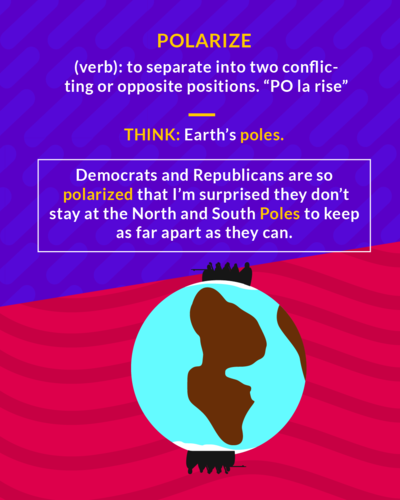 POLARIZE
(verb): to separate into two conflic-
ting or opposite positions. “PO la rise”
THINK: Earth’s poles.
Democrats and Republicans are so
polarized that I’m surprised they don’t
stay at the North and South Poles to keep
as far apart as they can.